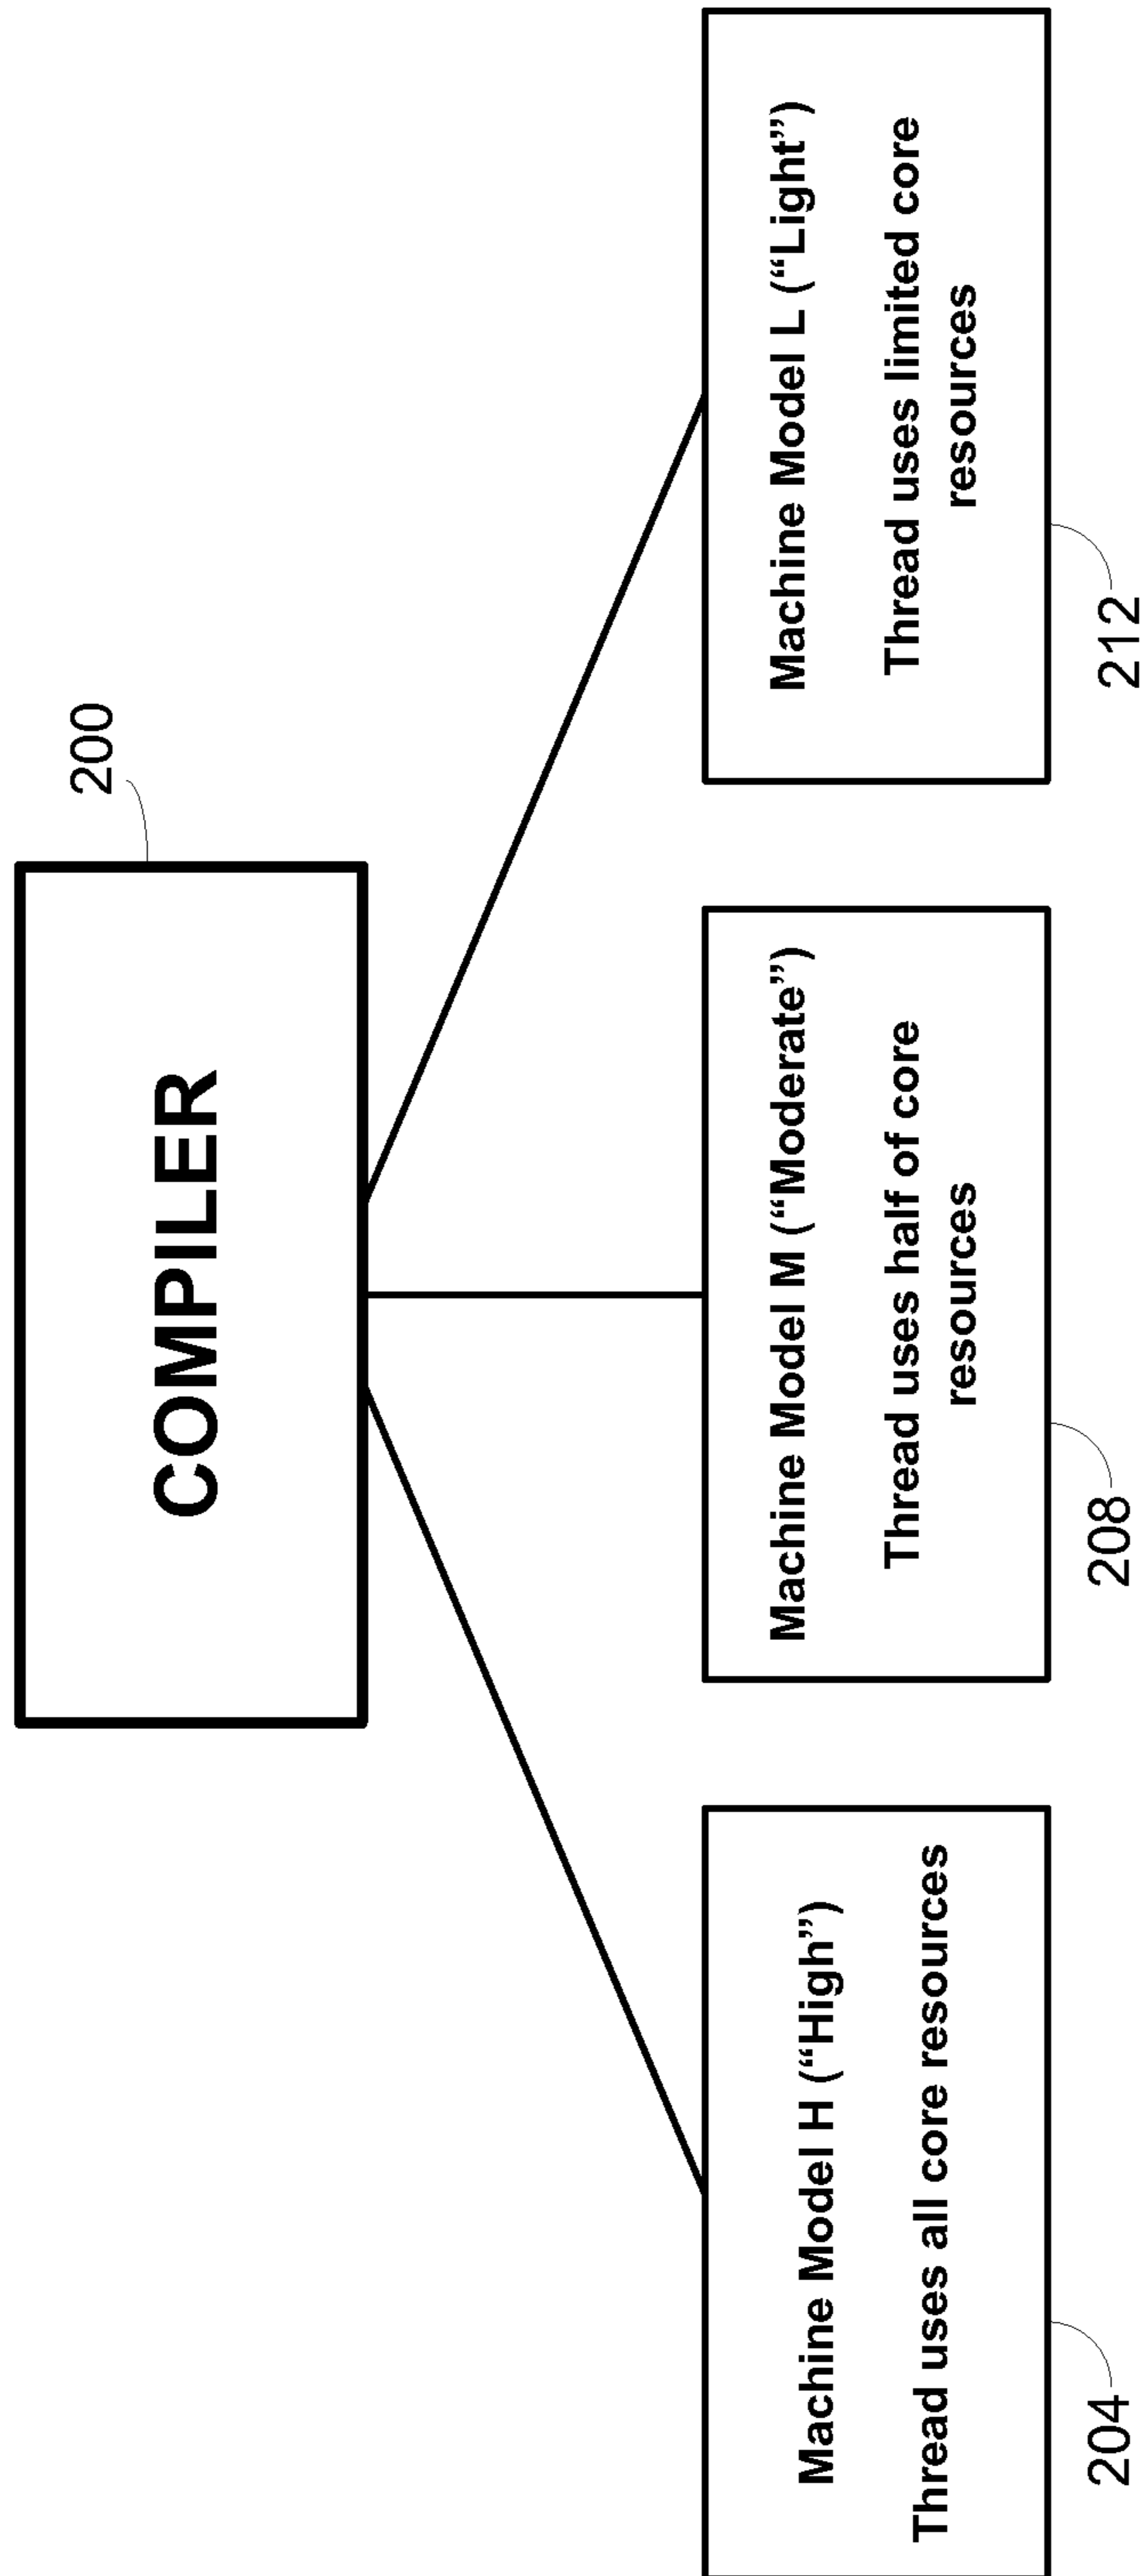 COMPILER
200
Machine Model H (“High”)
Thread uses all core resources
204
Machine Model M (“Moderate”)
Thread uses half of core
resources
208
Machine Model L (“Light”)
Thread uses limited core
resources
212